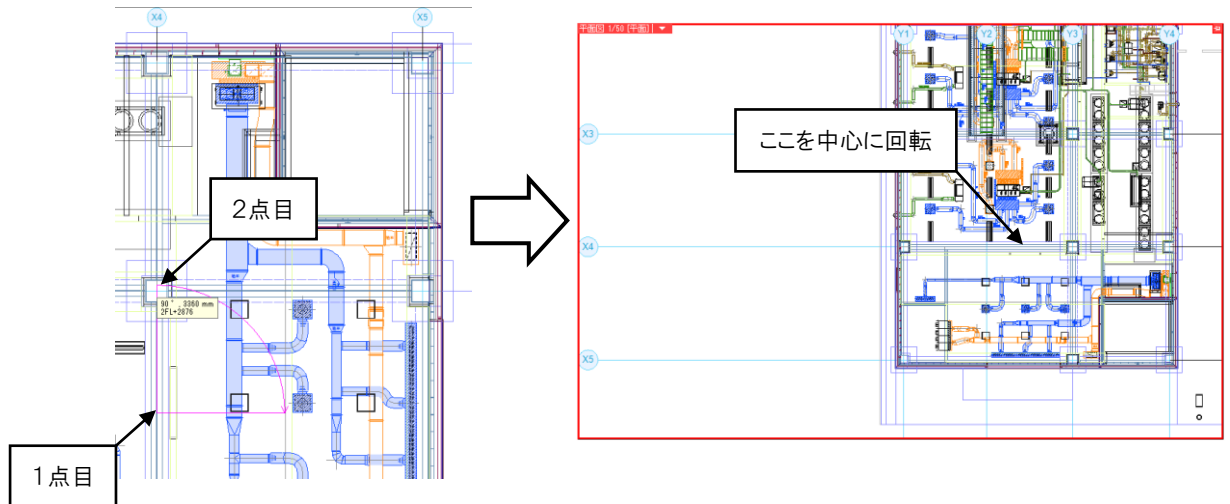 X4
X5
2点目
90°, 3360 mm
2FL+2876
1点目
平面図 1/50 [平面]
Y1
Y2
Y3
Y4
X3
ここを中心に回転
X4
X5